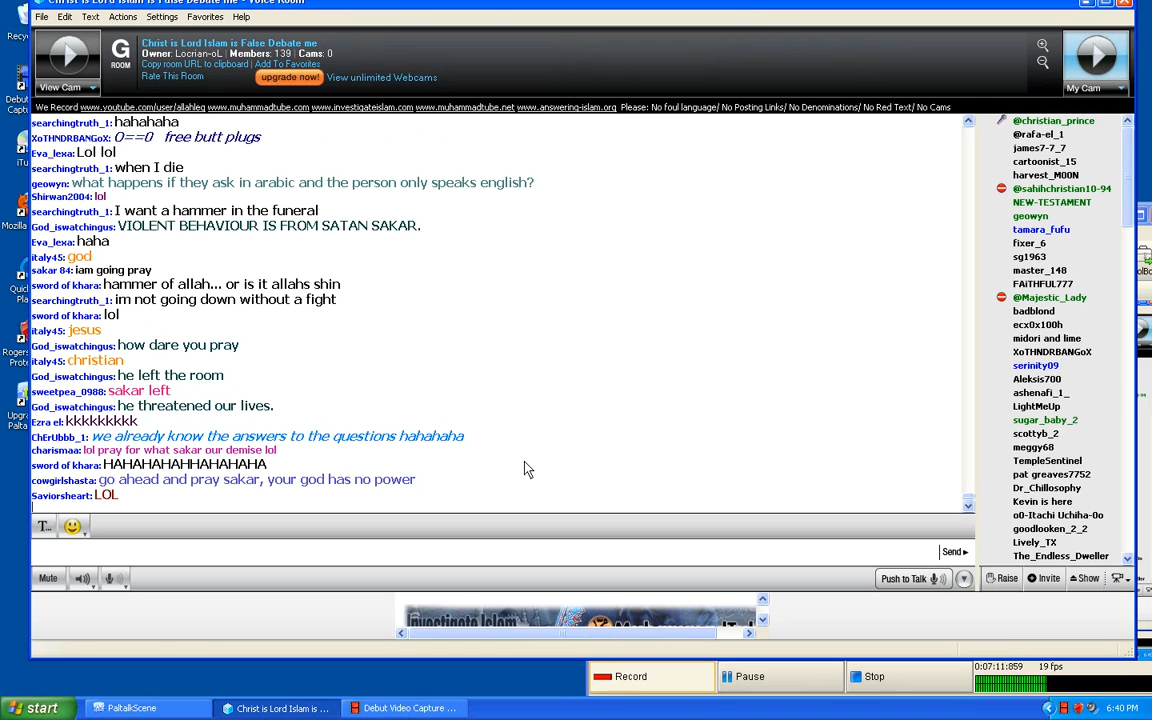 Christ is Lord Islam is False Debate me - Voice Room
File Edit Text Actions Settings Favorites Help
G
ROOM
Christ is Lord Islam is False Debate me
Owner: Locrian-oL | Members: 139 | Cams: 0
Copy room URL to clipboard | Add To Favorites
Rate This Room
upgrade now! View unlimited Webcams
View Cam
My Cam
We Record www.youtube.com/user/allahleg www.muhammadtube.com www.investigateislam.com www.muhammadtube.net www.answering-islam.org Please: No foul language/ No Posting Links/ No Denominations/ No Red Text/ No Cams
searchingtruth_1: hahahaha
XoTHNDRBANGoX: O==0 free butt plugs
Eva_lexa: Lol lol
searchingtruth_1: when I die
geowyn: what happens if they ask in arabic and the person only speaks english?
Shirwan2004: lol
searchingtruth_1: I want a hammer in the funeral
God_iswatchingus: VIOLENT BEHAVIOUR IS FROM SATAN SAKAR.
Eva_lexa: haha
italy45: god
sakar 84: iam going pray
sword of khara: hammer of allah... or is it allahs shin
searchingtruth_1: im not going down without a fight
sword of khara: lol
italy45: jesus
God_iswatchingus: how dare you pray
italy45: christian
God_iswatchingus: he left the room
sweetpea_0988: sakar left
God_iswatchingus: he threatened our lives.
Ezra el: kkkkkkkkk
ChErUbbb_1: we already know the answers to the questions hahahaha
charismaa: lol pray for what sakar our demise lol
sword of khara: HAHAHAHAHHAHAHAHA
cowgirlshasta: go ahead and pray sakar, your god has no power
Saviorsheart: LOL
@christian_prince
@rafa-el_1
james7-7_7
cartoonist_15
harvest_M00N
@sahihchristian10-94
NEW-TESTAMENT
geowyn
tamara_fufu
fixer_6
sg1963
master_148
FAiTHFUL777
@Majestic_Lady
badblond
ecx0x100h
midori and lime
XoTHNDRBANGoX
serinity09
Aleksis700
ashenafi_1_
LightMeUp
sugar_baby_2
scottyb_2
meggy68
TempleSentinel
pat greaves7752
Dr_Chillosophy
Kevin is here
o0-Itachi Uchiha-0o
goodlooken_2_2
Lively_TX
The_Endless_Dweller
T...
Send
Mute
Push to Talk
Raise Invite Show
Investigate Islam
Record Pause Stop
0:07:11:859 19 fps
start PaltalkScene Christ is Lord Islam is ... Debut Video Capture ... 6:40 PM